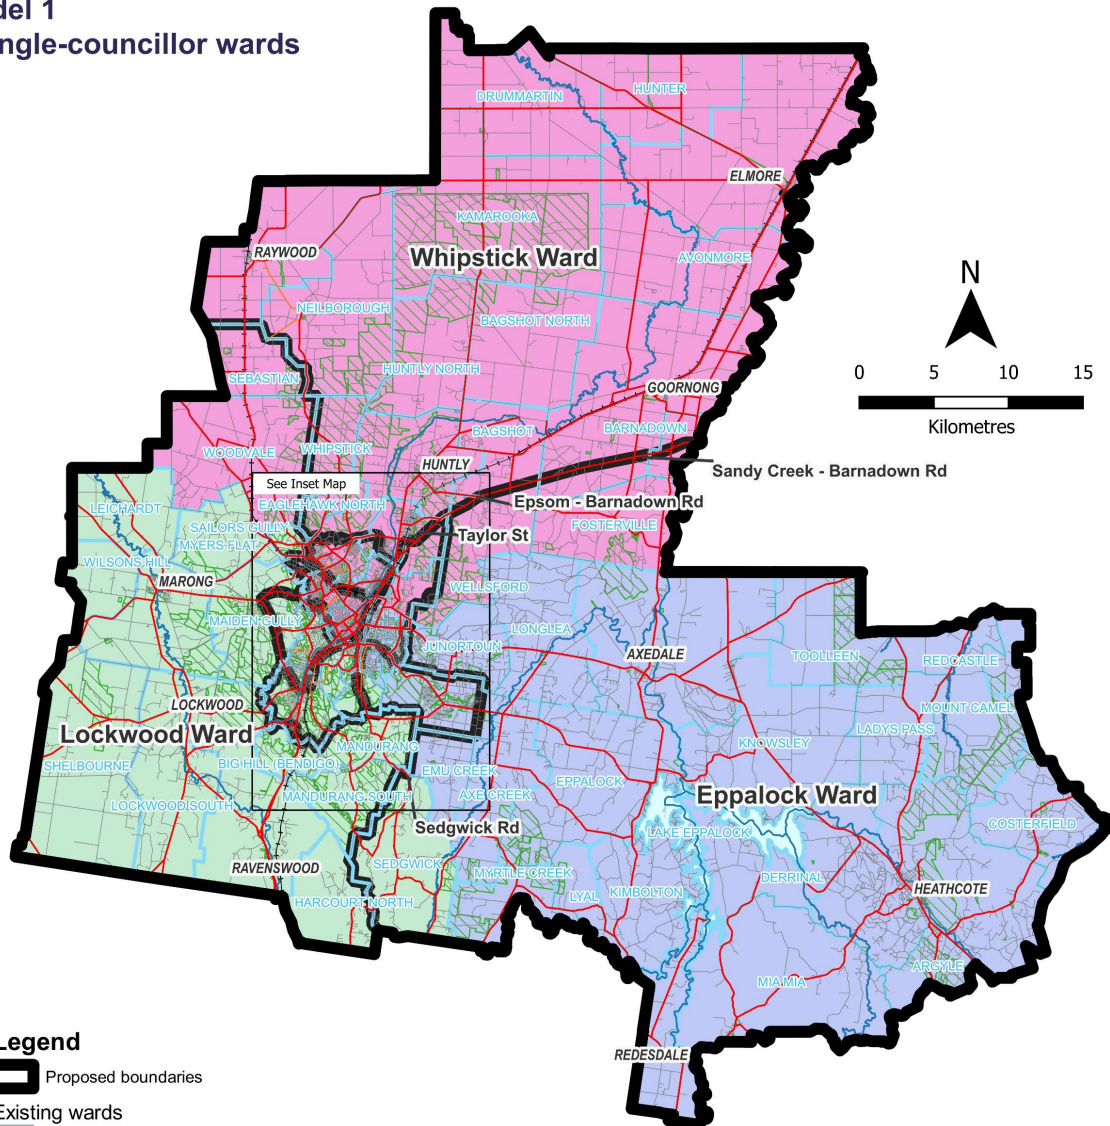 del 1
ngle-councillor wards
DRUMMARTIN
HUNTER
ELMORE
KAMAROOKA
RAYWOOD
Whipstick Ward
AVONMORE
N
NEILBOROUGH
BAGSHOT NORTH
HUNTLY NORTH
SEBASTIAN
GOORNONG
0 5 10 15
Kilometres
BAGSHOT
BARNADOWN
WOODVALE
WHIPSTICK
HUNTLY
Sandy Creek - Barnadown Rd
See Inset Map
EAGLEHAWK NORTH
Epsom - Barnadown Rd
LEICHARDT
SAILORS GULLY
FOSTERVILLE
Taylor St
MYERS FLAT
WILSONS HILL
MARONG
WELLSFORD
MAIDEN GULLY
LONGLEA
JUNORTOUN
AXEDALE
TOOLLEEN
REDCASTLE
LOCKWOOD
MOUNT CAMEL
Lockwood Ward
LADYS PASS
MANDURANG
KNOWSLEY
SHELBOURNE
BIG HILL (BENDIGO)
EMU CREEK
EPPALOCK
LOCKWOOD SOUTH
MANDURANG SOUTH
AXE CREEK
Eppalock Ward
Sedgwick Rd
LAKE EPPALOCK
COSTERFIELD
RAVENSWOOD
SEDGWICK
MYRTLE CREEK
DERRINAL
HARCOURT NORTH
LYAL
KIMBOLTON
HEATHCOTE
ARGYLE
MIA MIA
REDESDALE
Legend
Proposed boundaries
Existing wards